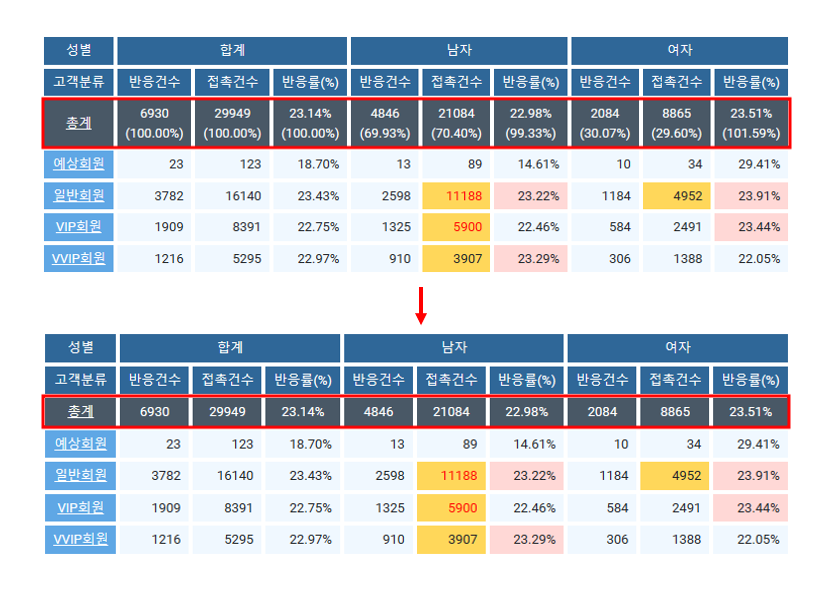 성별 합계 남자 여자
고객분류 반응건수 접촉건수 반응률(%) 반응건수 접촉건수 반응률(%) 반응건수 접촉건수 반응률(%)
총계 6930 29949 23.14% 4846 21084 22.98% 2084 8865 23.51%
(100.00%) (100.00%) (100.00%) (69.93%) (70.40%) (99.33%) (30.07%) (29.60%) (101.59%)
예상회원 23 123 18.70% 13 89 14.61% 10 34 29.41%
일반회원 3782 16140 23.43% 2598 11188 23.22% 1184 4952 23.91%
VIP회원 1909 8391 22.75% 1325 5900 22.46% 584 2491 23.44%
VVIP회원 1216 5295 22.97% 910 3907 23.29% 306 1388 22.05%
성별 합계 남자 여자
고객분류 반응건수 접촉건수 반응률(%) 반응건수 접촉건수 반응률(%) 반응건수 접촉건수 반응률(%)
총계 6930 29949 23.14% 4846 21084 22.98% 2084 8865 23.51%
예상회원 23 123 18.70% 13 89 14.61% 10 34 29.41%
일반회원 3782 16140 23.43% 2598 11188 23.22% 1184 4952 23.91%
VIP회원 1909 8391 22.75% 1325 5900 22.46% 584 2491 23.44%
VVIP회원 1216 5295 22.97% 910 3907 23.29% 306 1388 22.05%